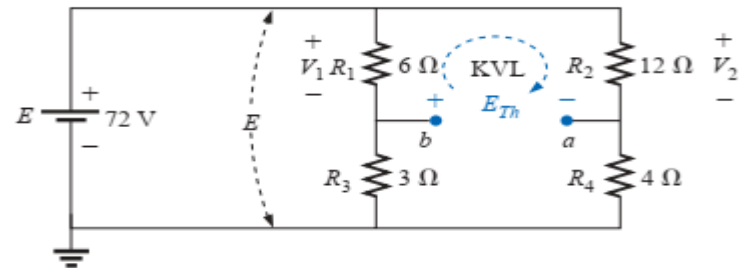 +
V1 R1 6 Ω KVL R2 12 Ω + V2
−
−
E + 72 V −
E
+ ETh −
b a
R3 3 Ω R4 4 Ω